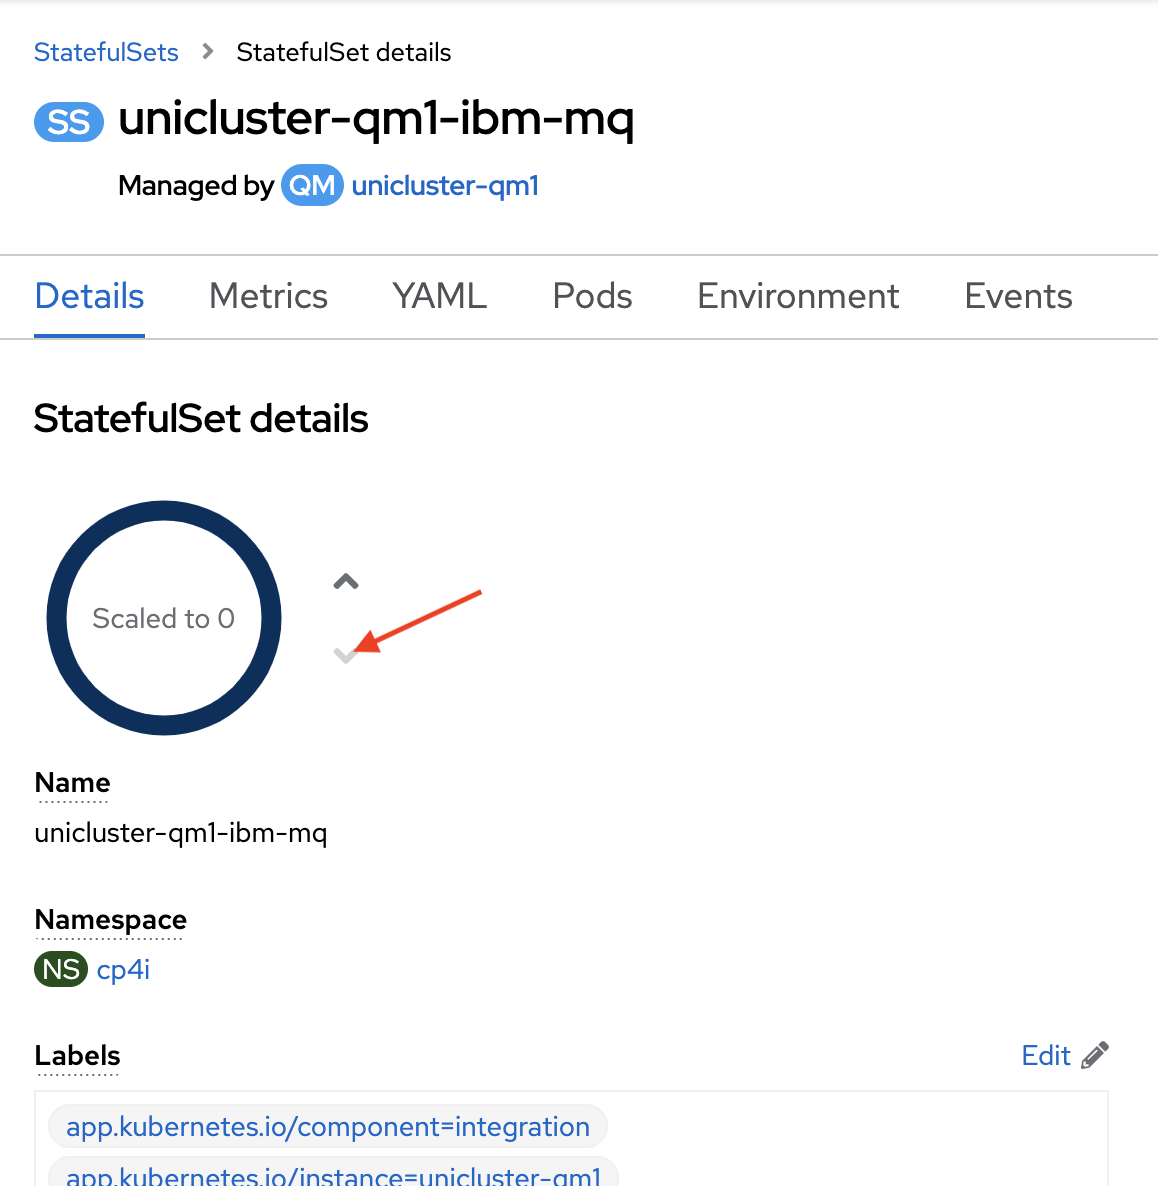 StatefulSets > StatefulSet details
SS unicluster-qm1-ibm-mq
Managed by QM unicluster-qm1
Details Metrics YAML Pods Environment Events
StatefulSet details
Scaled to 0
Name
unicluster-qm1-ibm-mq
Namespace
NS cp4i
Labels Edit
app.kubernetes.io/component=integration
app.kubernetes.io/instance=unicluster-qm1